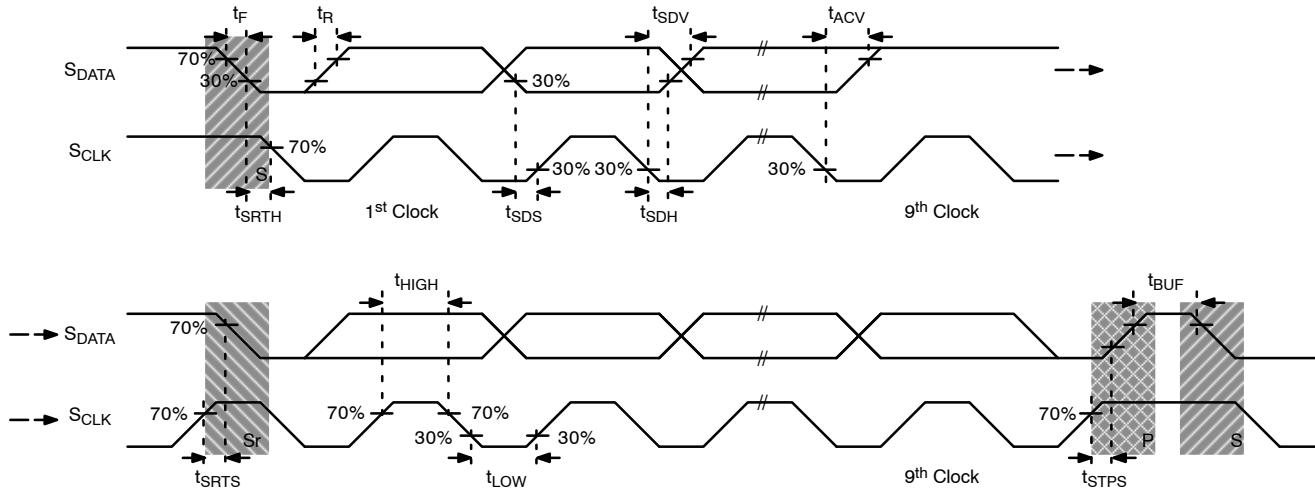 tF tR tSDV tACV
70%
SDATA
30% 30%
SCLK
70%
30% 30% 30%
S
tSRTH 1st Clock tSDS tSDH 9th Clock
tHIGH tBUF
SDATA
70%
SCLK
70% 70% 70% 70%
30% 30%
Sr P S
tSRTS tLOW 9th Clock tSTPS